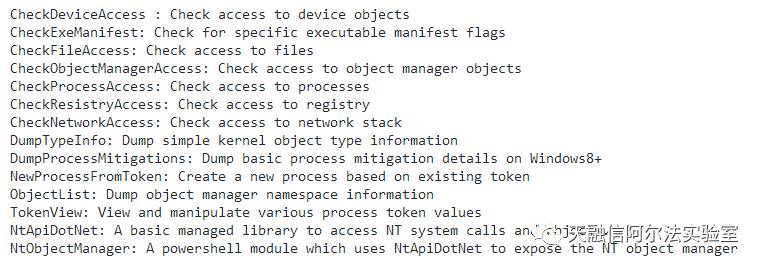 CheckDeviceAccess : Check access to device objects
CheckExeManifest: Check for specific executable manifest flags
CheckFileAccess: Check access to files
CheckObjectManagerAccess: Check access to object manager objects
CheckProcessAccess: Check access to processes
CheckRegistryAccess: Check access to registry
CheckNetworkAccess: Check access to network stack
DumpTypeInfo: Dump simple kernel object type information
DumpProcessMitigations: Dump basic process mitigation details on Windows8+
NewProcessFromToken: Create a new process based on existing token
ObjectList: Dump object manager namespace information
TokenView: View and manipulate various process token values
NtApiDotNet: A basic managed library to access NT system calls and
天融信阿尔法实验室
NtObjectManager: A powershell module which uses NtApiDotNet to expose the NT object manager